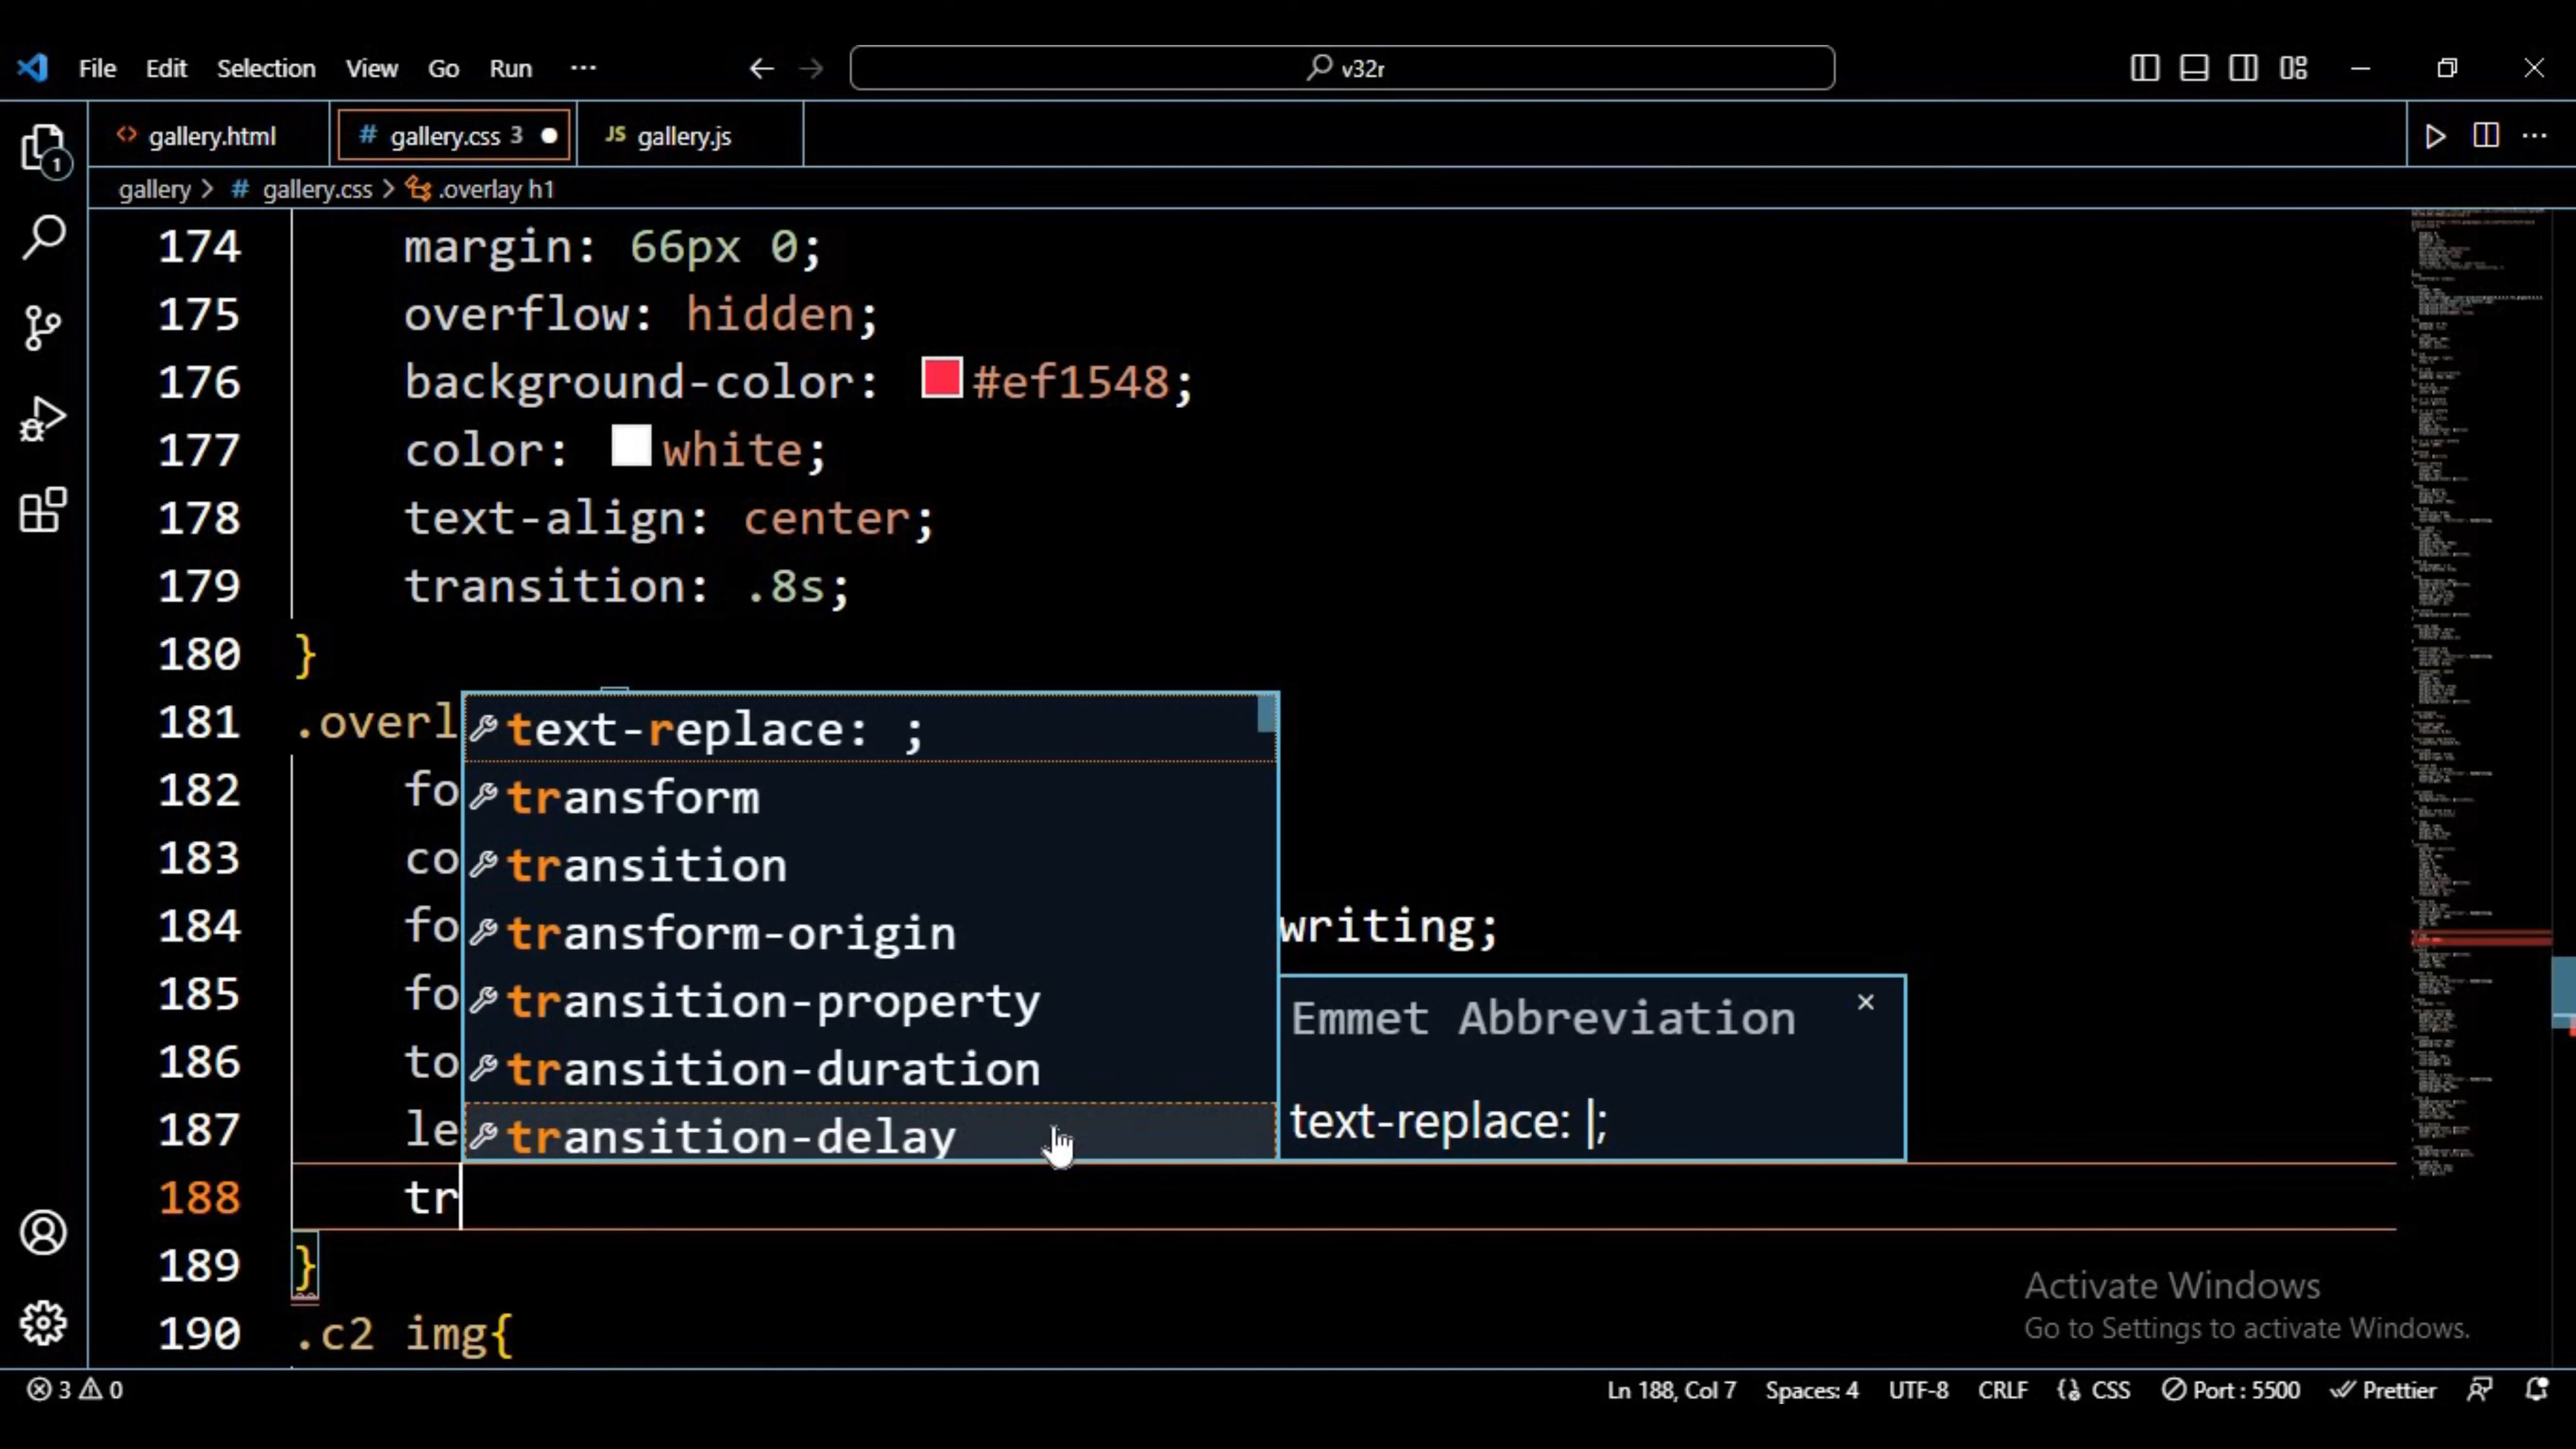 File Edit Selection View Go Run ··· v32r
gallery.html # gallery.css 3 JS gallery.js
gallery > # gallery.css > .overlay h1
174 margin: 66px 0;
175 overflow: hidden;
176 background-color: #ef1548;
177 color: white;
178 text-align: center;
179 transition: .8s;
180 }
181 .overl
text-replace: ;
182 fo
transform
183 co
transition
184 fo writing;
transform-origin
185 fo
transition-property
186 to
transition-duration
187 le
transition-delay
Emmet Abbreviation
text-replace: |;
188 tr
189 }
190 .c2 img{
1
Activate Windows
Go to Settings to activate Windows.
3 0 Ln 188, Col 7 Spaces: 4 UTF-8 CRLF CSS Port : 5500 Prettier